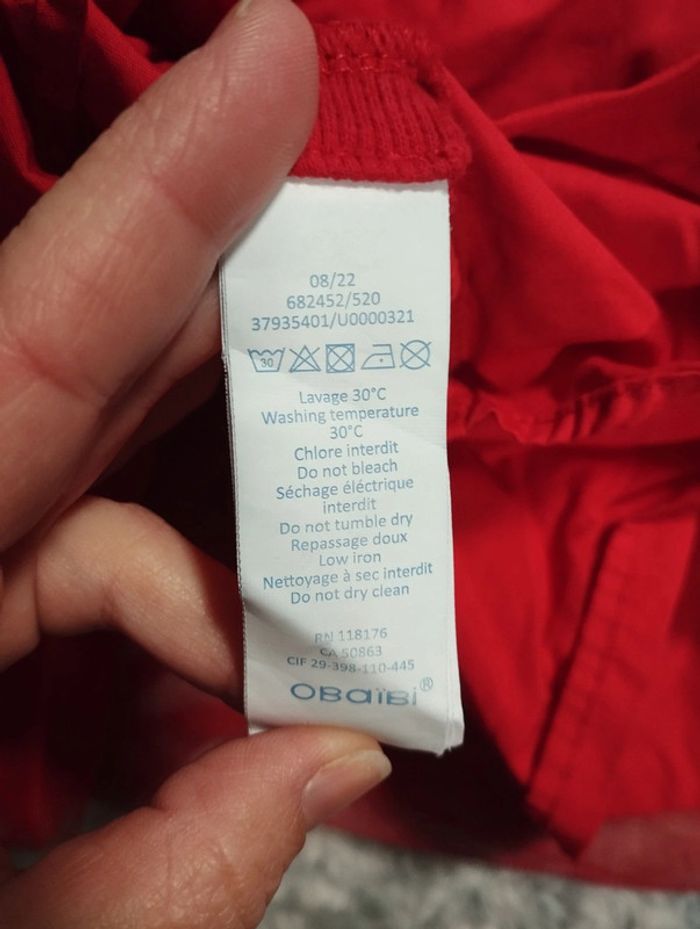 08/22
682452/520
37935401/U0000321
30
Lavage 30°C
Washing temperature
30°C
Chlore interdit
Do not bleach
Séchage éléctrique
interdit
Do not tumble dry
Repassage doux
Low iron
Nettoyage à sec interdit
Do not dry clean
RN 118176
CA 50863
CIF 29-398-110-445
OBaïBi®